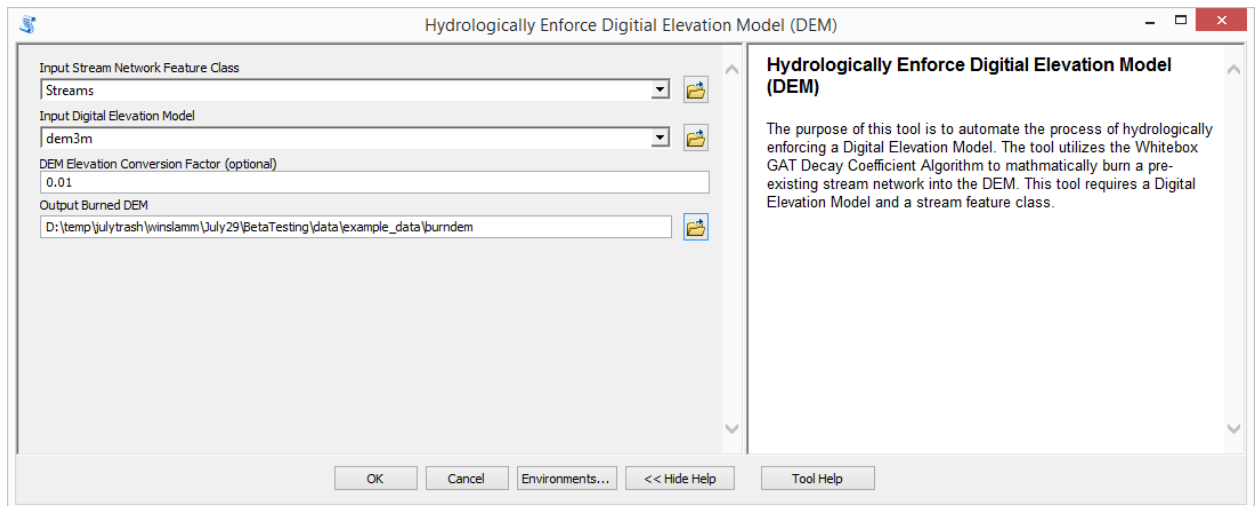 Hydrologically Enforce Digitial Elevation Model (DEM)
Input Stream Network Feature Class
Streams
Input Digital Elevation Model
dem3m
DEM Elevation Conversion Factor (optional)
0.01
Output Burned DEM
D:\temp\julytrash\winslamm\July29\BetaTesting\data\example_data\burndem
Hydrologically Enforce Digitial Elevation Model
(DEM)
The purpose of this tool is to automate the process of hydrologically
enforcing a Digital Elevation Model. The tool utilizes the Whitebox
GAT Decay Coefficient Algorithm to mathmatically burn a pre-
existing stream network into the DEM. This tool requires a Digital
Elevation Model and a stream feature class.
OK
Cancel
Environments...
<< Hide Help
Tool Help